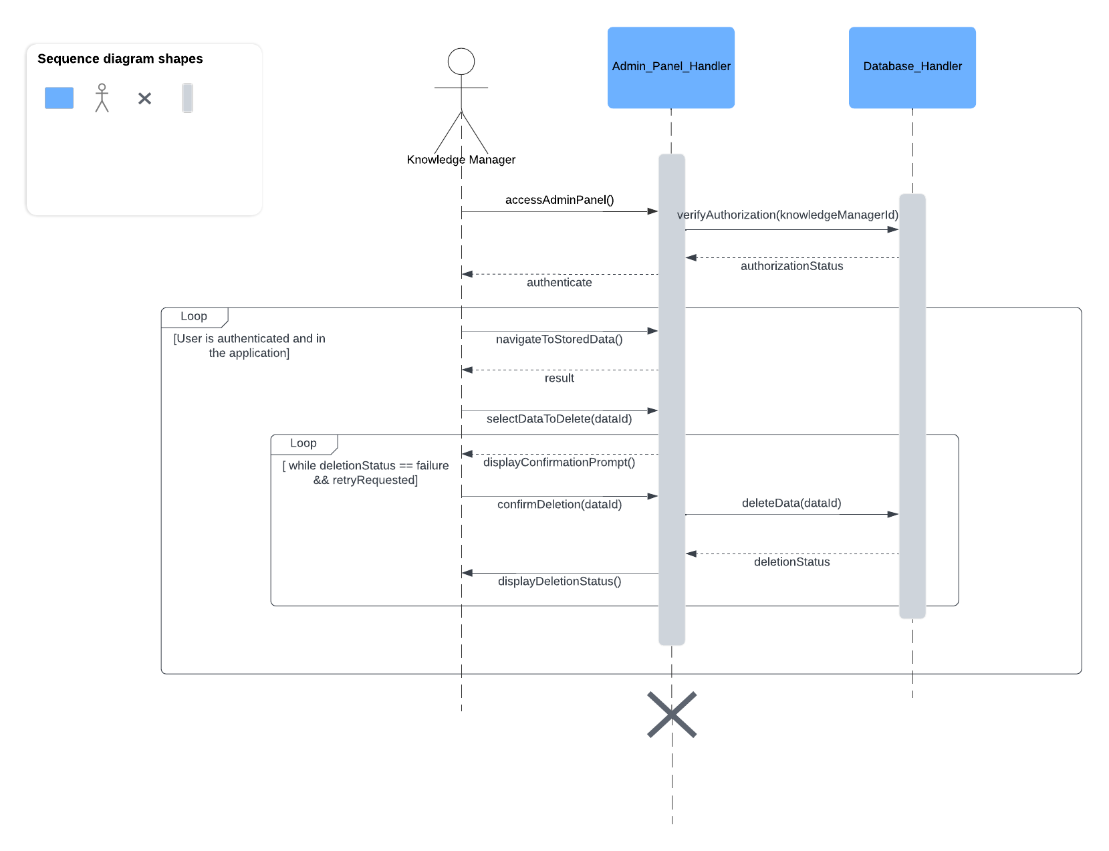 Sequence diagram shapes
Admin_Panel_Handler
Database_Handler
Knowledge Manager
accessAdminPanel()
verifyAuthorization(knowledgeManagerId)
authorizationStatus
authenticate
Loop
[User is authenticated and in
the application]
navigateToStoredData()
result
selectDataToDelete(dataId)
Loop
[ while deletionStatus == failure
&& retryRequested]
displayConfirmationPrompt()
confirmDeletion(dataId)
deleteData(dataId)
deletionStatus
displayDeletionStatus()